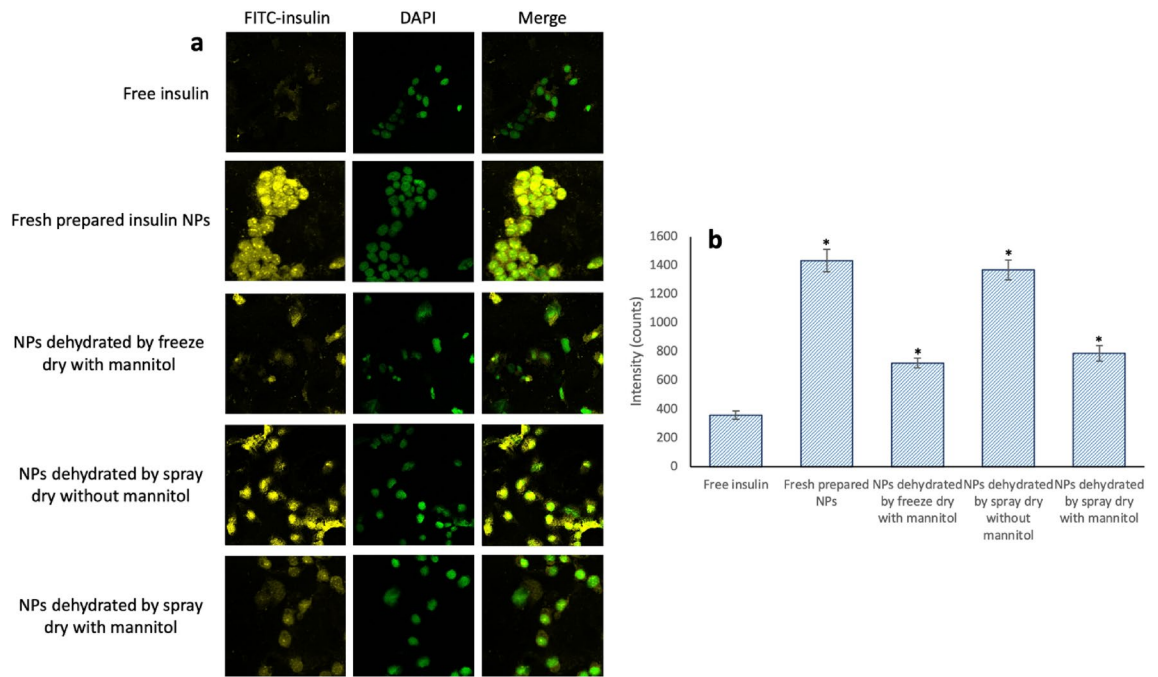 FITC-insulin DAPI Merge
a
Free insulin
Fresh prepared insulin NPs
NPs dehydrated by freeze
dry with mannitol
NPs dehydrated by spray
dry without mannitol
NPs dehydrated by spray
dry with mannitol
b
Intensity (counts)
1600
1400
1200
1000
800
600
400
200
0
*
*
*
*
Free insulin
Fresh prepared
NPs
NPs dehydrated
by freeze dry
with mannitol
NPs dehydrated
by spray dry
without
mannitol
NPs dehydrated
by spray dry
with mannitol